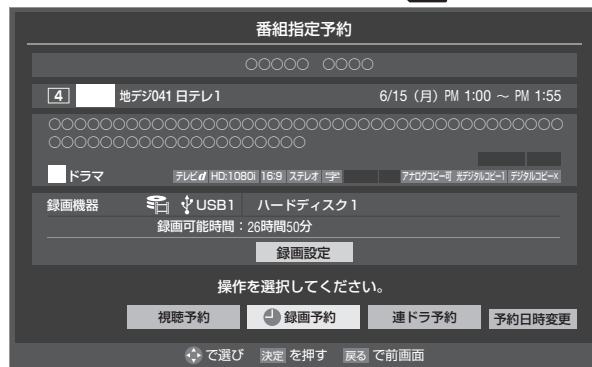 番組指定予約
○○○○○ ○○○○
4 地デジ041 日テレ1 6/15（月）PM 1:00 ～ PM 1:55
○○○○○○○○○○○○○○○○○○○○○○○○○○○○○○○○○○○○○○○○
○○○○○○○○○○○○○○○○○○○○
ドラマ テレビd HD:1080i 16:9 ステレオ 字 アナログコピー可 光デジタルコピー1 デジタルコピー×
録画機器 USB1 ハードディスク1
録画可能時間：26時間50分
録画設定
操作を選択してください。
視聴予約 録画予約 連ドラ予約 予約日時変更
で選び 決定 を押す 戻る で前画面